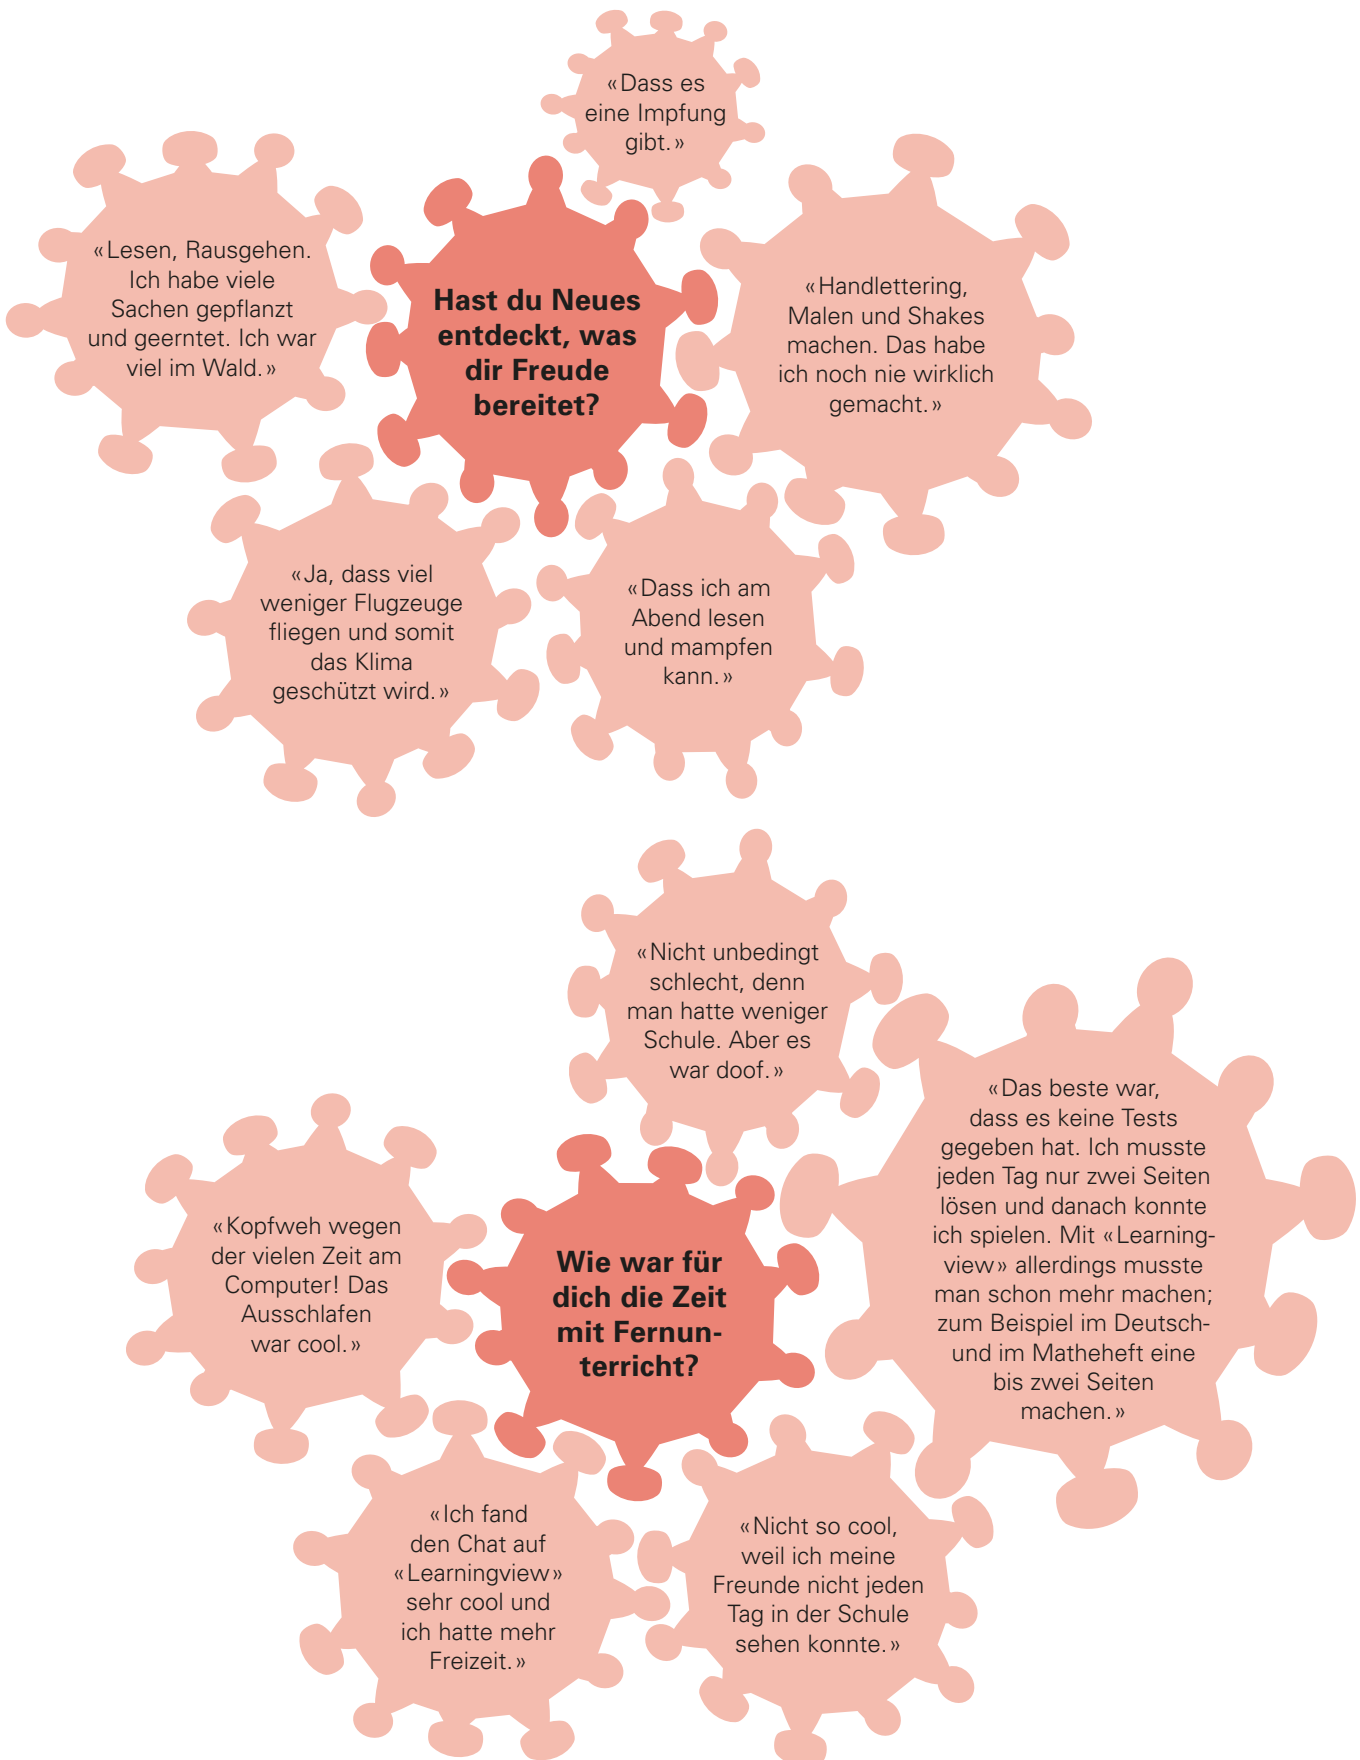 «Dass es
eine Impfung
gibt.»
«Lesen, Rausgehen.
Ich habe viele
Sachen gepflanzt
und geerntet. Ich war
viel im Wald.»
Hast du Neues
entdeckt, was
dir Freude
bereitet?
«Handlettering,
Malen und Shakes
machen. Das habe
ich noch nie wirklich
gemacht.»
«Ja, dass viel
weniger Flugzeuge
fliegen und somit
das Klima
geschützt wird.»
«Dass ich am
Abend lesen
und mampfen
kann.»
«Nicht unbedingt
schlecht, denn
man hatte weniger
Schule. Aber es
war doof.»
«Das beste war,
dass es keine Tests
gegeben hat. Ich musste
jeden Tag nur zwei Seiten
lösen und danach konnte
ich spielen. Mit «Learning-
view» allerdings musste
man schon mehr machen;
zum Beispiel im Deutsch-
und im Matheheft eine
bis zwei Seiten
machen.»
«Kopfweh wegen
der vielen Zeit am
Computer! Das
Ausschlafen
war cool.»
Wie war für
dich die Zeit
mit Fernun-
terricht?
«Ich fand
den Chat auf
«Learningview»
sehr cool und
ich hatte mehr
Freizeit.»
«Nicht so cool,
weil ich meine
Freunde nicht jeden
Tag in der Schule
sehen konnte.»